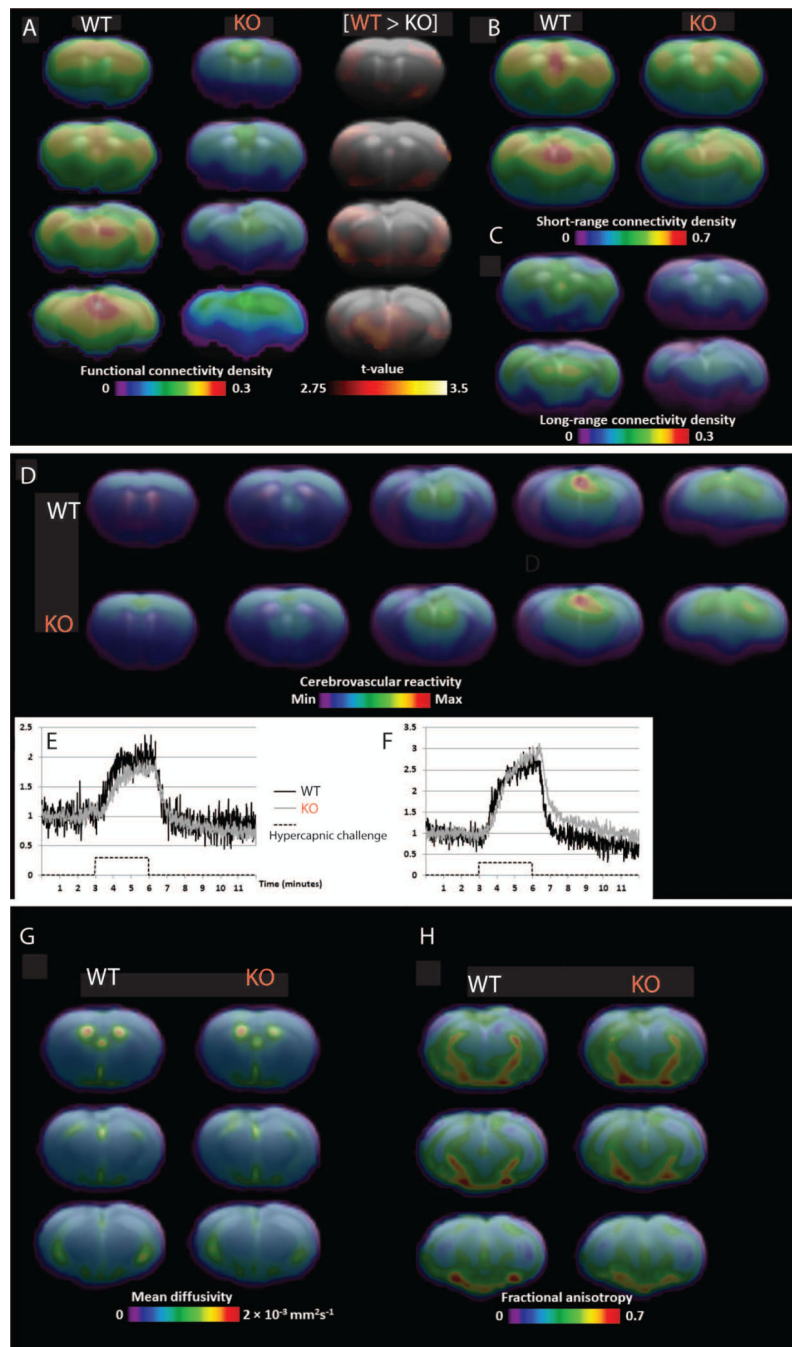 A WT KO [WT > KO]
B WT KO
Short-range connectivity density
0 0.7
C
Functional connectivity density
0 0.3
t-value
2.75 3.5
Long-range connectivity density
0 0.3
D
WT
D
KO
Cerebrovascular reactivity
Min Max
E
2.5
2
1.5
1
0.5
0
1 2 3 4 5 6 7 8 9 10 11
Time (minutes)
WT
KO
Hypercapnic challenge
F
3.5
3
2.5
2
1.5
1
0.5
0
1 2 3 4 5 6 7 8 9 10 11
G
WT KO
Mean diffusivity
0 2 × 10⁻³ mm²s⁻¹
H
WT KO
Fractional anisotropy
0 0.7